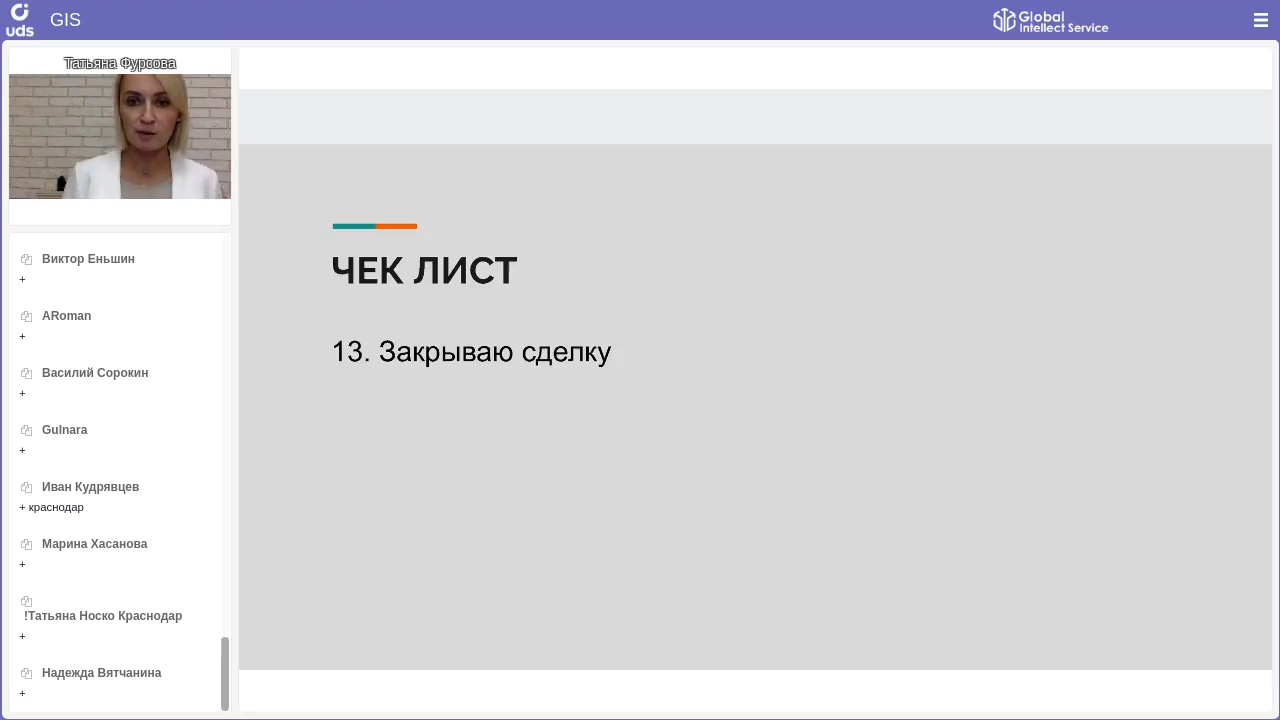 uds
GIS
Global
Intellect Service
Татьяна Фурсова
Виктор Еньшин
+
ARoman
+
Василий Сорокин
+
Gulnara
+
Иван Кудрявцев
+ краснодар
Марина Хасанова
+
!Татьяна Носко Краснодар
+
Надежда Вятчанина
+
ЧЕК ЛИСТ
13. Закрываю сделку